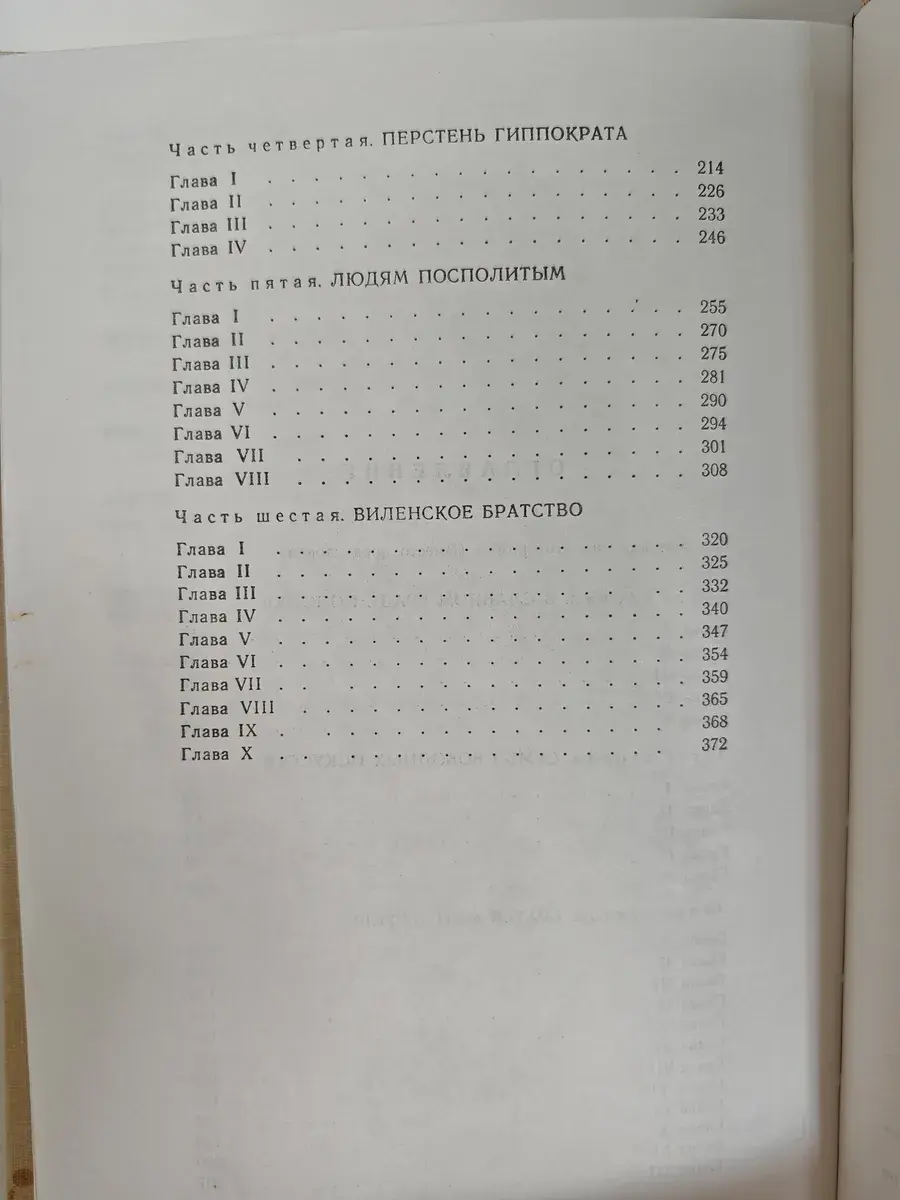 Часть четвертая. ПЕРСТЕНЬ ГИППОКРАТА
Глава I . . . . . . . . . . . . . . . . . . 214
Глава II . . . . . . . . . . . . . . . . . . 226
Глава III . . . . . . . . . . . . . . . . . . 233
Глава IV . . . . . . . . . . . . . . . . . . 246
Часть пятая. ЛЮДЯМ ПОСПОЛИТЫМ
Глава I . . . . . . . . . . . . . . . . . . 255
Глава II . . . . . . . . . . . . . . . . . . 270
Глава III . . . . . . . . . . . . . . . . . . 275
Глава IV . . . . . . . . . . . . . . . . . . 281
Глава V . . . . . . . . . . . . . . . . . 290
Глава VI . . . . . . . . . . . . . . . . . . 294
Глава VII . . . . . . . . . . . . . . . . . 301
Глава VIII . . . . . . . . . . . . . . . . . 308
Часть шестая. ВИЛЕНСКОЕ БРАТСТВО
Глава I . . . . . . . . . . . . . . . . . . 320
Глава II . . . . . . . . . . . . . . . . . . 325
Глава III . . . . . . . . . . . . . . . . . . 332
Глава IV . . . . . . . . . . . . . . . . . . 340
Глава V . . . . . . . . . . . . . . . . . . 347
Глава VI . . . . . . . . . . . . . . . . . . 354
Глава VII . . . . . . . . . . . . . . . . . 359
Глава VIII . . . . . . . . . . . . . . . . . 365
Глава IX . . . . . . . . . . . . . . . . . 368
Глава X . . . . . . . . . . . . . . . . . 372